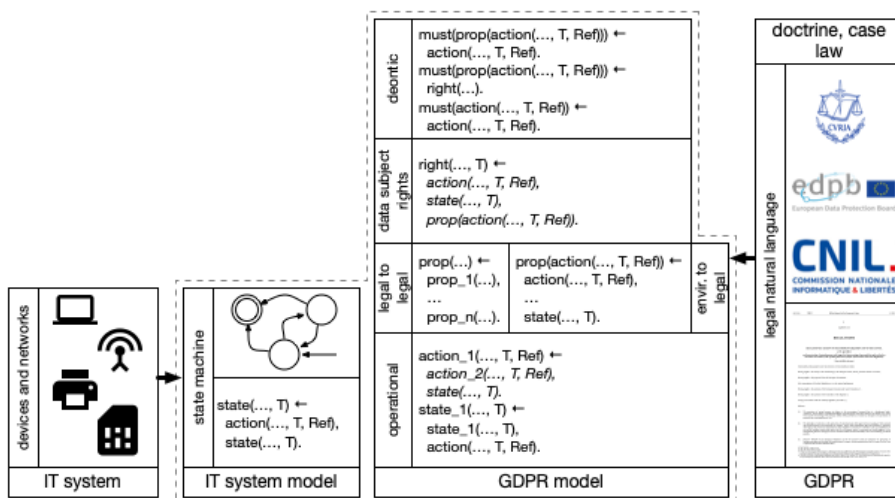 devices and networks
IT system
state machine
state(…, T) ←
action(…, T, Ref),
state(…, T).
IT system model
deontic
must(prop(action(…, T, Ref))) ←
action(…, T, Ref).
must(prop(action(…, T, Ref))) ←
right(…).
must(action(…, T, Ref)) ←
action(…, T, Ref).
data subject
rights
right(…, T) ←
action(…, T, Ref),
state(…, T),
prop(action(…, T, Ref)).
legal to
legal
prop(…) ←
prop_1(…),
…
prop_n(…).
prop(action(…, T, Ref)) ←
action(…, T, Ref),
…
state(…, T).
envir. to
legal
operational
action_1(…, T, Ref) ←
action_2(…, T, Ref),
state(…, T).
state_1(…, T) ←
state_1(…, T),
action(…, T, Ref).
GDPR model
doctrine, case
law
legal natural language
CVRIA
edpb
European Data Protection Board
CNIL.
COMMISSION NATIONALE
INFORMATIQUE & LIBERTÉS
GDPR